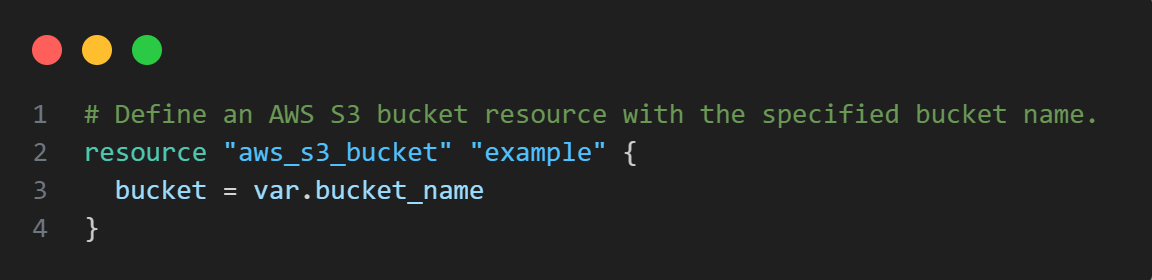 1 # Define an AWS S3 bucket resource with the specified bucket name.
2 resource "aws_s3_bucket" "example" {
3   bucket = var.bucket_name
4 }